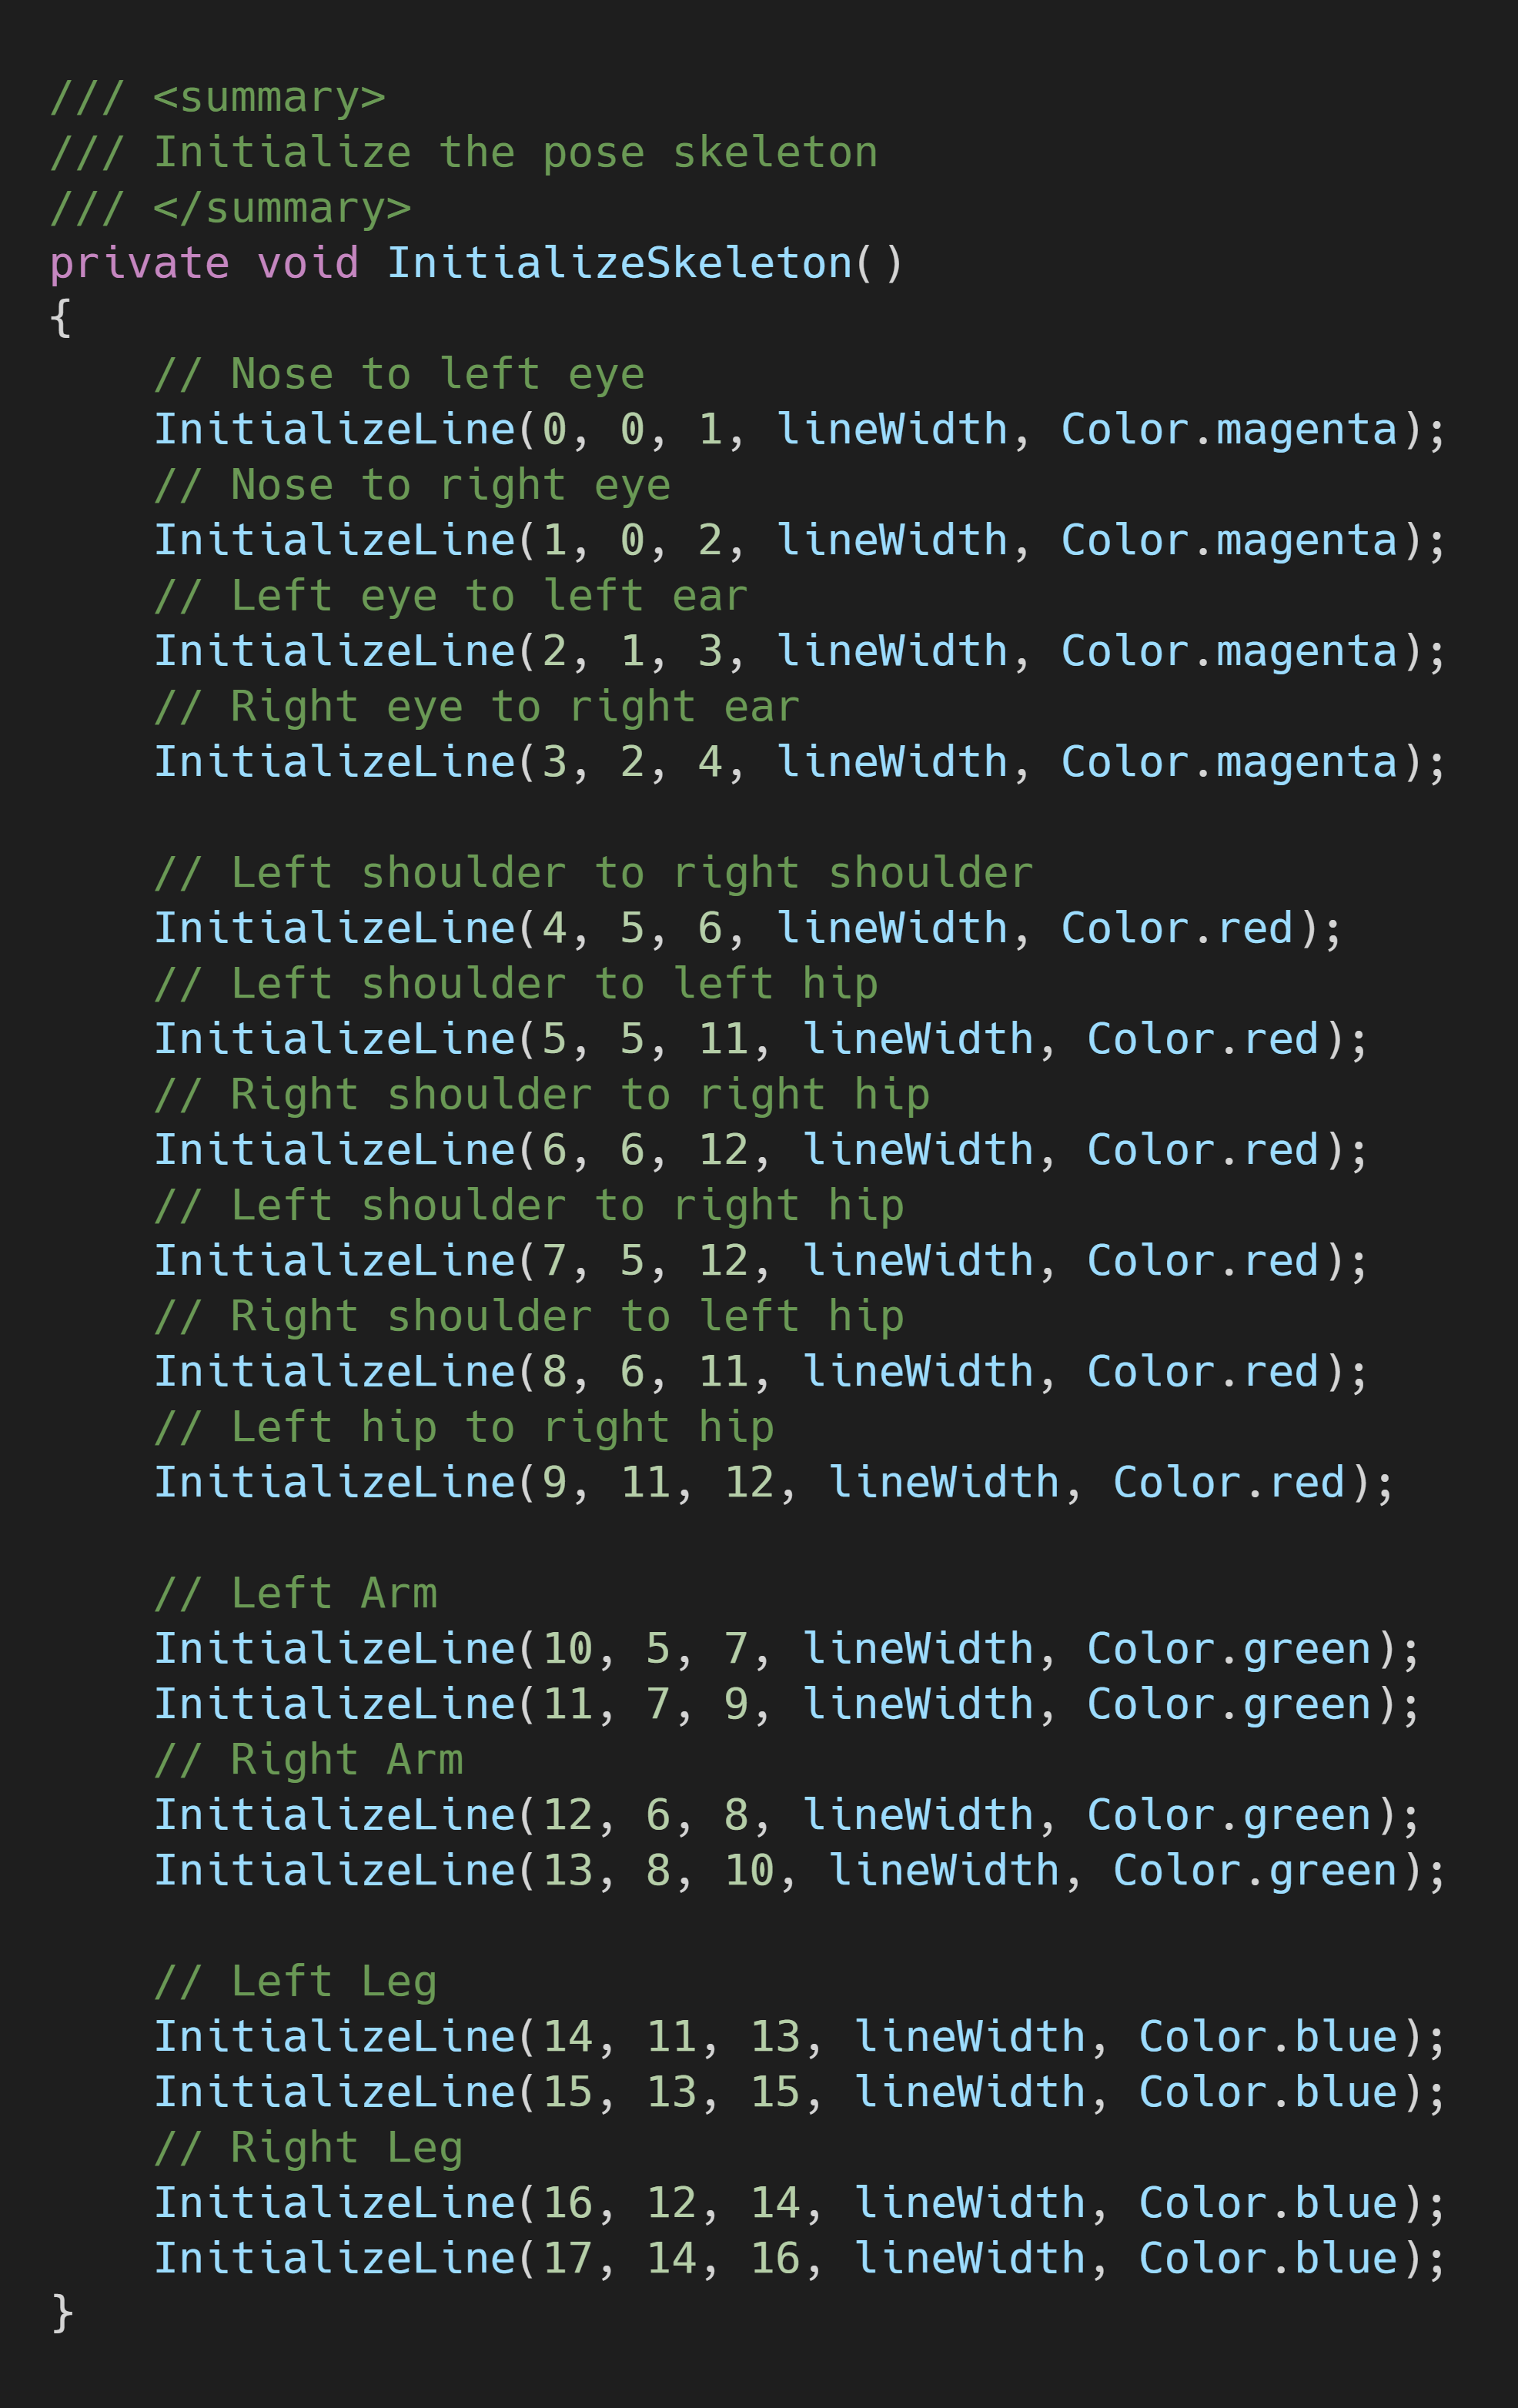 /// <summary>
/// Initialize the pose skeleton
/// </summary>
private void InitializeSkeleton()
{
    // Nose to left eye
    InitializeLine(0, 0, 1, lineWidth, Color.magenta);
    // Nose to right eye
    InitializeLine(1, 0, 2, lineWidth, Color.magenta);
    // Left eye to left ear
    InitializeLine(2, 1, 3, lineWidth, Color.magenta);
    // Right eye to right ear
    InitializeLine(3, 2, 4, lineWidth, Color.magenta);

    // Left shoulder to right shoulder
    InitializeLine(4, 5, 6, lineWidth, Color.red);
    // Left shoulder to left hip
    InitializeLine(5, 5, 11, lineWidth, Color.red);
    // Right shoulder to right hip
    InitializeLine(6, 6, 12, lineWidth, Color.red);
    // Left shoulder to right hip
    InitializeLine(7, 5, 12, lineWidth, Color.red);
    // Right shoulder to left hip
    InitializeLine(8, 6, 11, lineWidth, Color.red);
    // Left hip to right hip
    InitializeLine(9, 11, 12, lineWidth, Color.red);

    // Left Arm
    InitializeLine(10, 5, 7, lineWidth, Color.green);
    InitializeLine(11, 7, 9, lineWidth, Color.green);
    // Right Arm
    InitializeLine(12, 6, 8, lineWidth, Color.green);
    InitializeLine(13, 8, 10, lineWidth, Color.green);

    // Left Leg
    InitializeLine(14, 11, 13, lineWidth, Color.blue);
    InitializeLine(15, 13, 15, lineWidth, Color.blue);
    // Right Leg
    InitializeLine(16, 12, 14, lineWidth, Color.blue);
    InitializeLine(17, 14, 16, lineWidth, Color.blue);
}